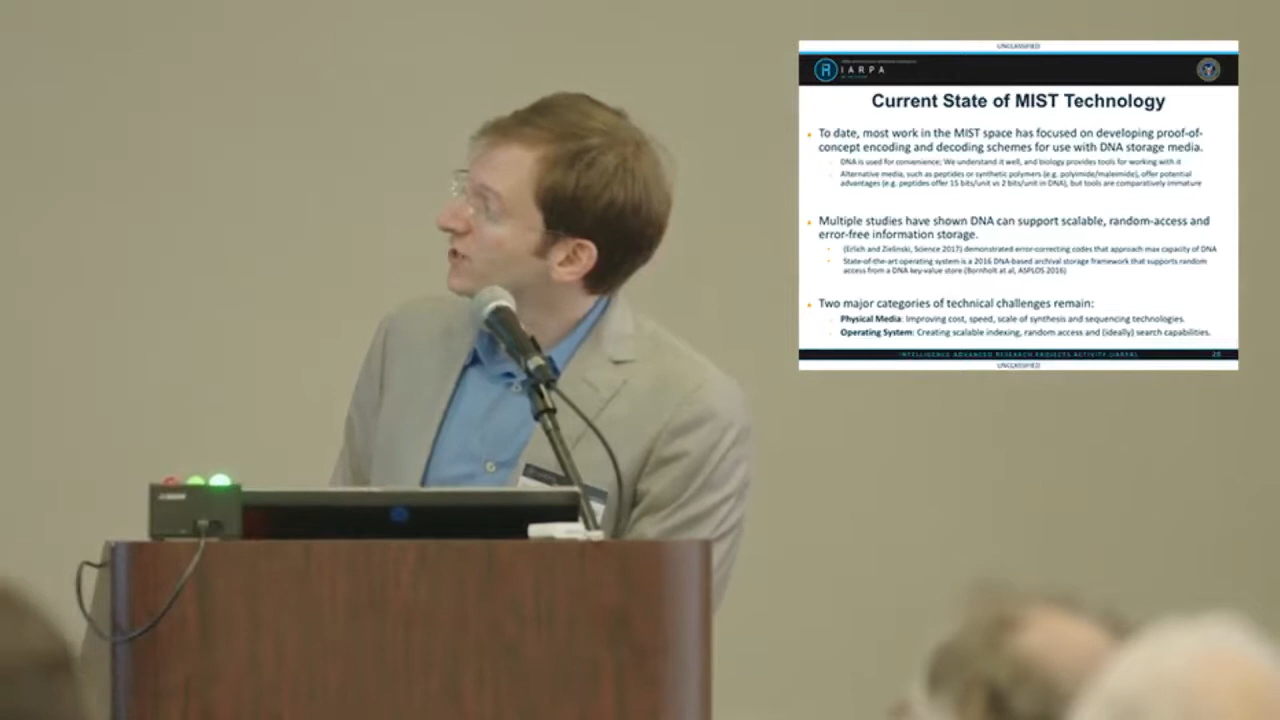 UNCLASSIFIED
IARPA
Current State of MIST Technology
To date, most work in the MIST space has focused on developing proof-of-
concept encoding and decoding schemes for use with DNA storage media.
DNA is used for convenience; We understand it well, and biology provides tools for working with it
Alternative media, such as peptides or synthetic polymers (e.g. polyimide/maleimide), offer potential
advantages (e.g. peptides offer 15 bits/unit vs 2 bits/unit in DNA), but tools are comparatively immature
Multiple studies have shown DNA can support scalable, random-access and
error-free information storage.
(Erlich and Zielinski, Science 2017) demonstrated error-correcting codes that approach max capacity of DNA
State-of-the-art operating system is a 2016 DNA-based archival storage framework that supports random
access from a DNA key-value store (Bornholt at al, ASPLOS 2016)
Two major categories of technical challenges remain:
Physical Media: Improving cost, speed, scale of synthesis and sequencing technologies.
Operating System: Creating scalable indexing, random access and (ideally) search capabilities.
INTELLIGENCE ADVANCED RESEARCH PROJECTS ACTIVITY (IARPA)
UNCLASSIFIED